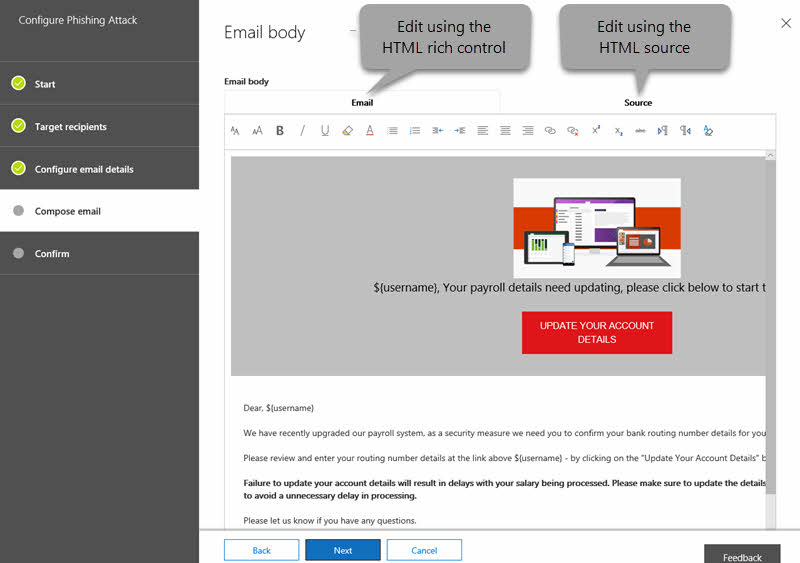 Configure Phishing Attack
Start
Target recipients
Configure email details
Compose email
Confirm
Email body
Edit using the
HTML rich control
Edit using the
HTML source
Email body
Email
Source
${username}, Your payroll details need updating, please click below to start t
UPDATE YOUR ACCOUNT
DETAILS
Dear, ${username}
We have recently upgraded our payroll system, as a security measure we need you to confirm your bank routing number details for you
Please review and enter your routing number details at the link above ${username} - by clicking on the "Update Your Account Details" b
Failure to update your account details will result in delays with your salary being processed. Please make sure to update the details
to avoid a unnecessary delay in processing.
Please let us know if you have any questions.
Back
Next
Cancel
Feedback